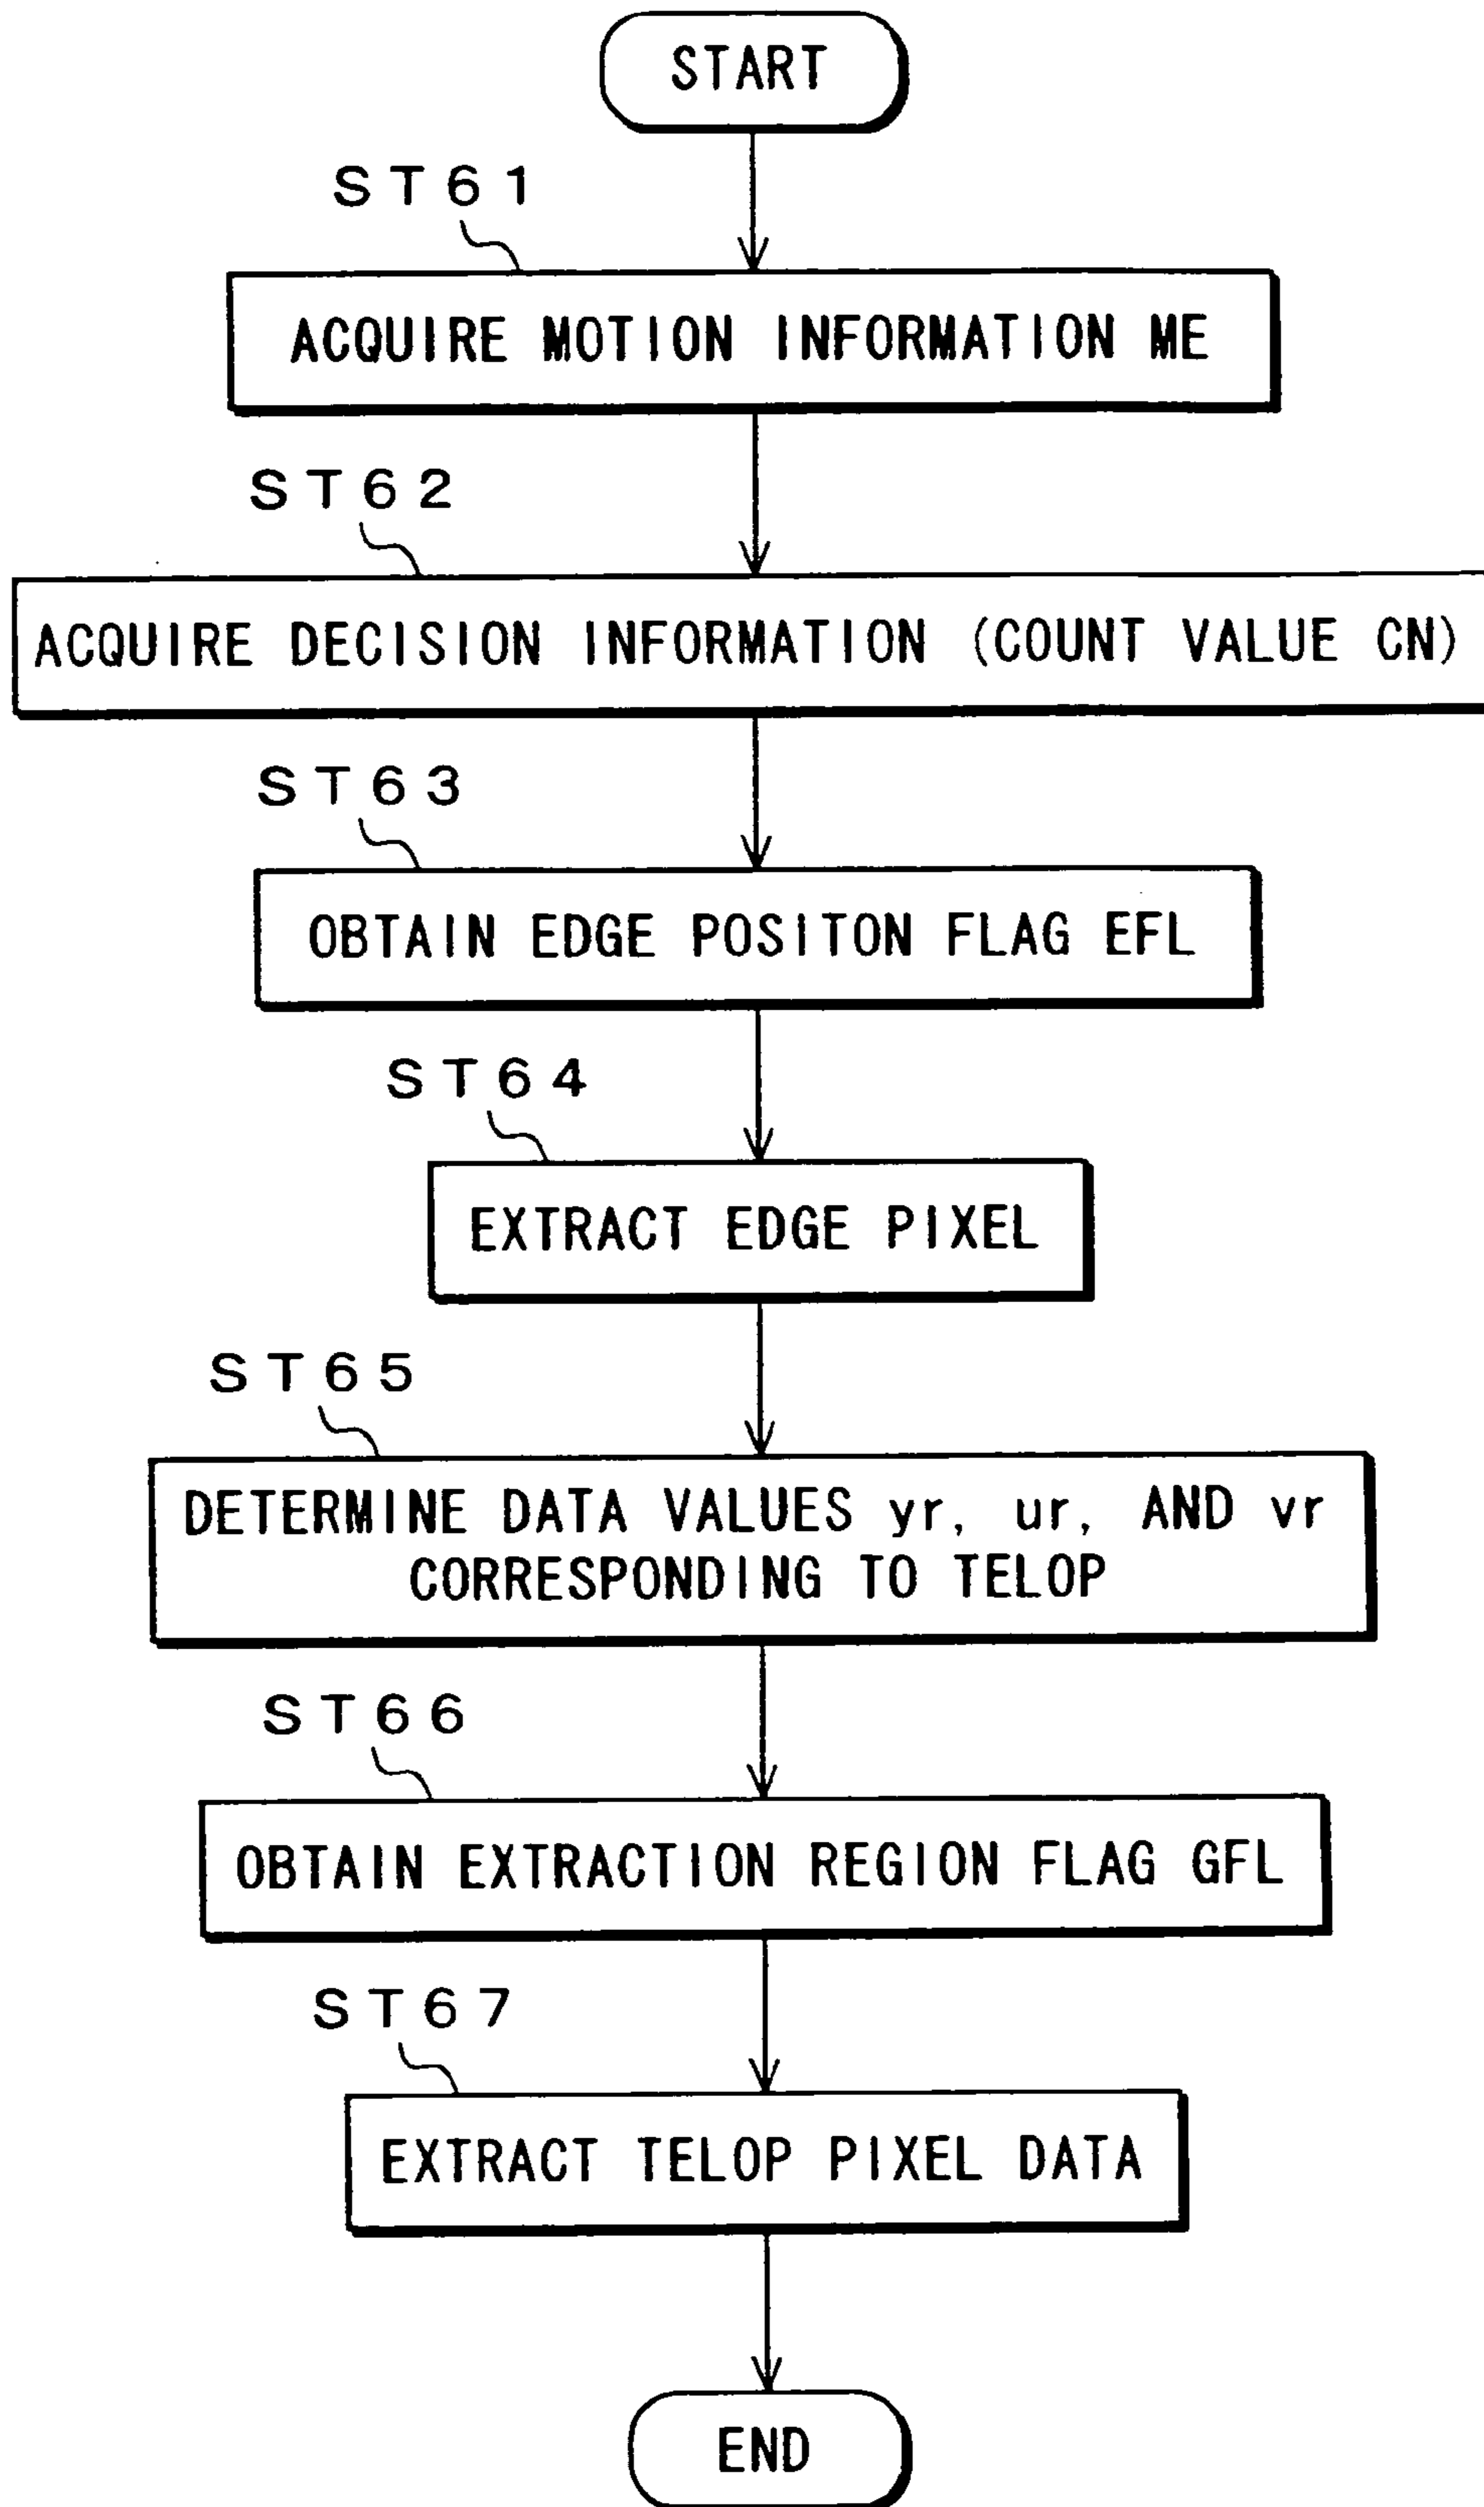 START
ST61
ACQUIRE MOTION INFORMATION ME
ST62
ACQUIRE DECISION INFORMATION (COUNT VALUE CN)
ST63
OBTAIN EDGE POSITON FLAG EFL
ST64
EXTRACT EDGE PIXEL
ST65
DETERMINE DATA VALUES yr, ur, AND vr
CORRESPONDING TO TELOP
ST66
OBTAIN EXTRACTION REGION FLAG GFL
ST67
EXTRACT TELOP PIXEL DATA
END